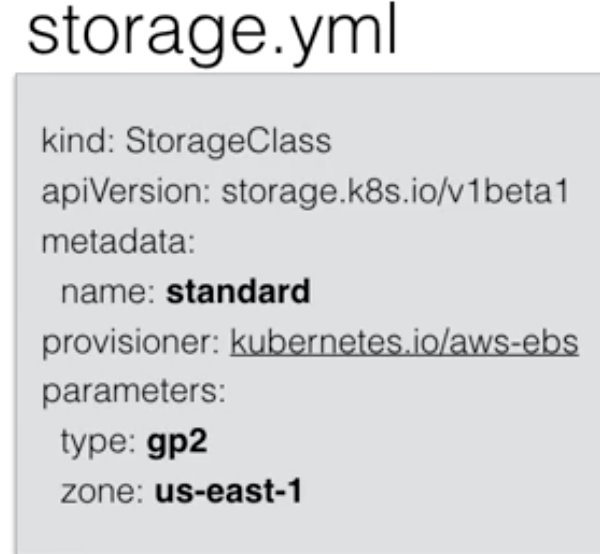 storage.yml
kind: StorageClass
apiVersion: storage.k8s.io/v1beta1
metadata:
name: standard
provisioner: kubernetes.io/aws-ebs
parameters:
type: gp2
zone: us-east-1